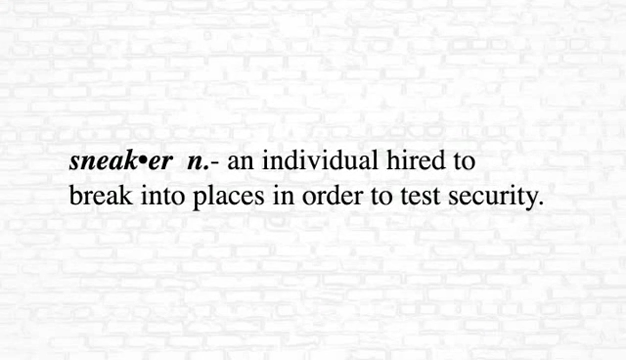 sneak•er n.- an individual hired to
break into places in order to test security.